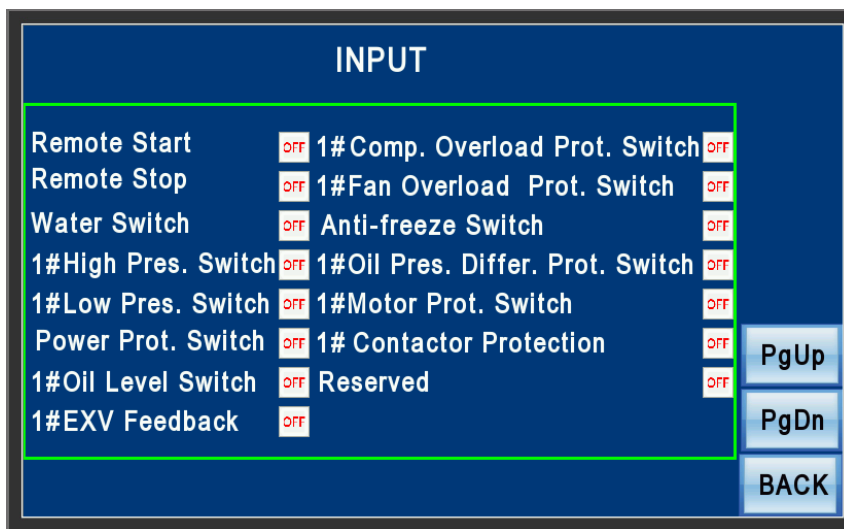 INPUT
Remote Start OFF 1#Comp. Overload Prot. Switch OFF
Remote Stop OFF 1#Fan Overload Prot. Switch OFF
Water Switch OFF Anti-freeze Switch OFF
1#High Pres. Switch OFF 1#Oil Pres. Differ. Prot. Switch OFF
1#Low Pres. Switch OFF 1#Motor Prot. Switch OFF
Power Prot. Switch OFF 1# Contactor Protection OFF
PgUp
1#Oil Level Switch OFF Reserved OFF
1#EXV Feedback OFF
PgDn
BACK